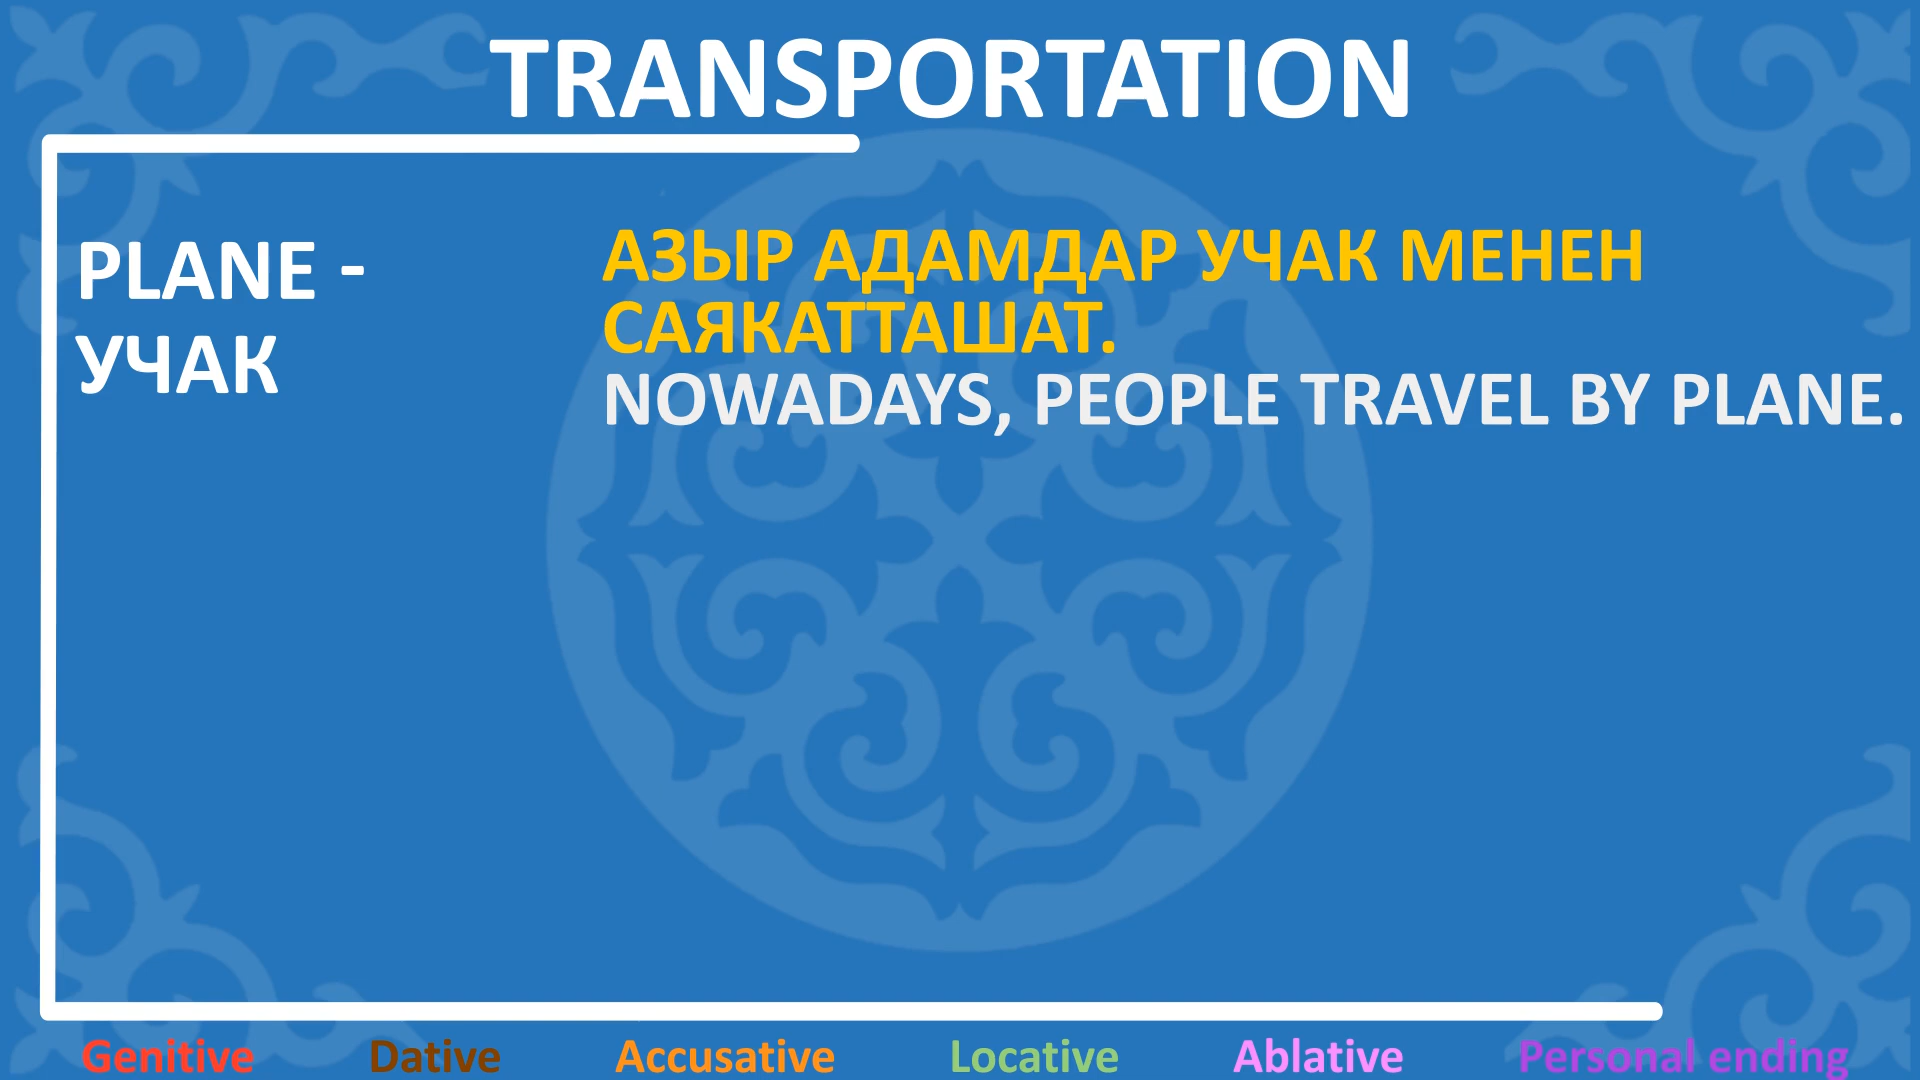 TRANSPORTATION
PLANE -
УЧАК
АЗЫР АДАМДАР УЧАК МЕНЕН
САЯКАТТАШАТ.
NOWADAYS, PEOPLE TRAVEL BY PLANE.
Genitive Dative Accusative Locative Ablative Personal ending